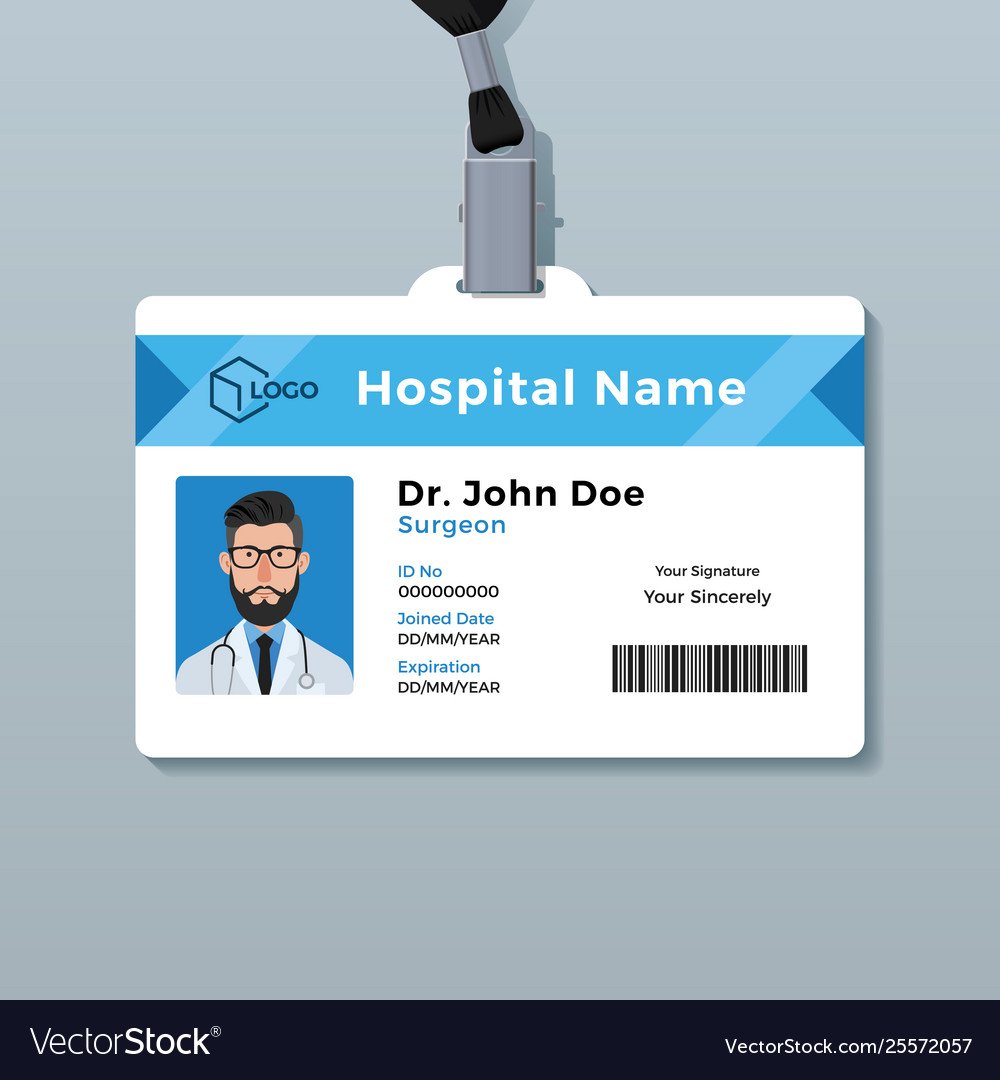 LOGO
Hospital Name
Dr. John Doe
Surgeon
ID No
000000000
Joined Date
DD/MM/YEAR
Expiration
DD/MM/YEAR
Your Signature
Your Sincerely
VectorStock®
VectorStock.com/25572057